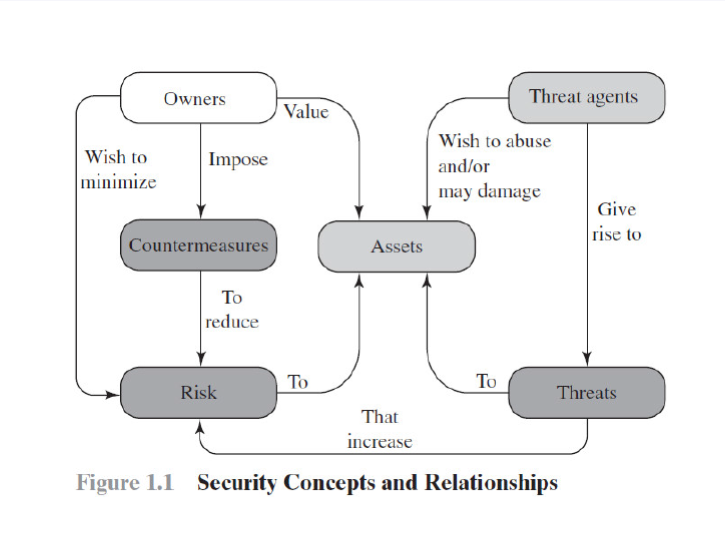 Owners
Threat agents
Value
Wish to
minimize
Impose
Wish to abuse
and/or
may damage
Give
rise to
Countermeasures
Assets
To
reduce
Risk
To
To
Threats
That
increase
Figure 1.1 Security Concepts and Relationships